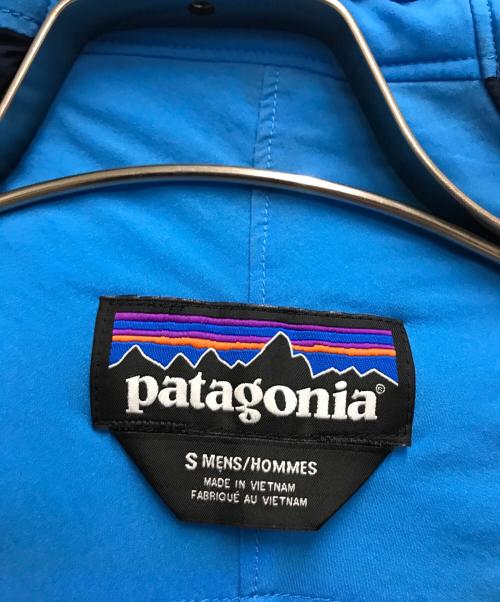 patagonia®
S MENS/HOMMES
MADE IN VIETNAM
FABRIQUÉ AU VIETNAM